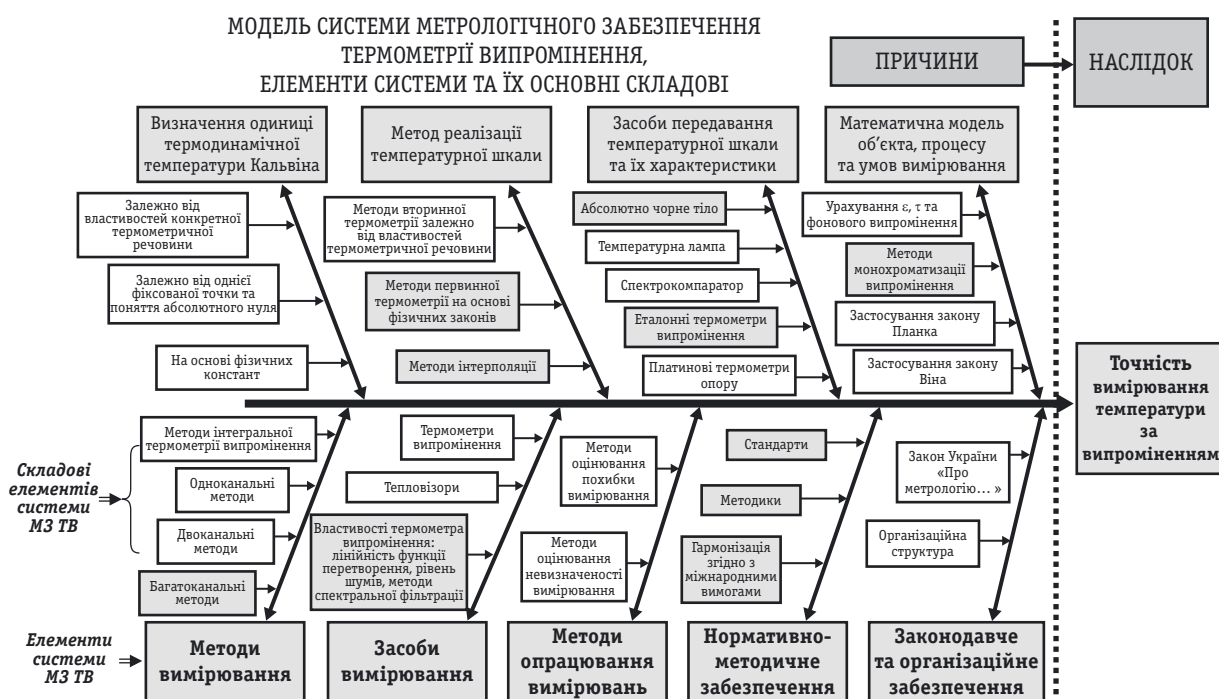 МОДЕЛЬ СИСТЕМИ МЕТРОЛОГІЧНОГО ЗАБЕЗПЕЧЕННЯ
ТЕРМОМЕТРІЇ ВИПРОМІНЕННЯ,
ЕЛЕМЕНТИ СИСТЕМИ ТА ЇХ ОСНОВНІ СКЛАДОВІ
ПРИЧИНИ
НАСЛІДОК
Визначення одиниці
термодинамічної
температури Кальвіна
Метод реалізації
температурної шкали
Засоби передавання
температурної шкали
та їх характеристики
Математична модель
об’єкта, процесу
та умов вимірювання
Залежно від
властивостей конкретної
термометричної
речовини
Залежно від однієї
фіксованої точки та
поняття абсолютного нуля
На основі фізичних
констант
Методи вторинної
термометрії залежно
від властивостей
термометричної речовини
Методи первинної
термометрії на основі
фізичних законів
Методи інтерполяції
Абсолютно чорне тіло
Температурна лампа
Спектрокомпаратор
Еталонні термометри
випромінення
Платинові термометри
опору
Урахування ε, τ та
фонового випромінення
Методи
монохроматизації
випромінення
Застосування закону
Планка
Застосування закону
Віна
Точність
вимірювання
температури
за
випроміненням
Складові
елементів
системи
МЗ ТВ
Методи інтегральної
термометрії випромінення
Одноканальні
методи
Двоканальні
методи
Багатоканальні
методи
Термометри
випромінення
Тепловізори
Властивості термометра
випромінення:
лінійність функції
перетворення, рівень
шумів, методи
спектральної фільтрації
Методи
оцінювання
похибки
вимірювання
Методи
оцінювання
невизначеності
вимірювання
Стандарти
Методики
Гармонізація
згідно з
міжнародними
вимогами
Закон України
«Про
метрологію... »
Організаційна
структура
Елементи
системи
МЗ ТВ
Методи
вимірювання
Засоби
вимірювання
Методи
опрацювання
вимірювань
Нормативно-
методичне
забезпечення
Законодавче
та організаційне
забезпечення